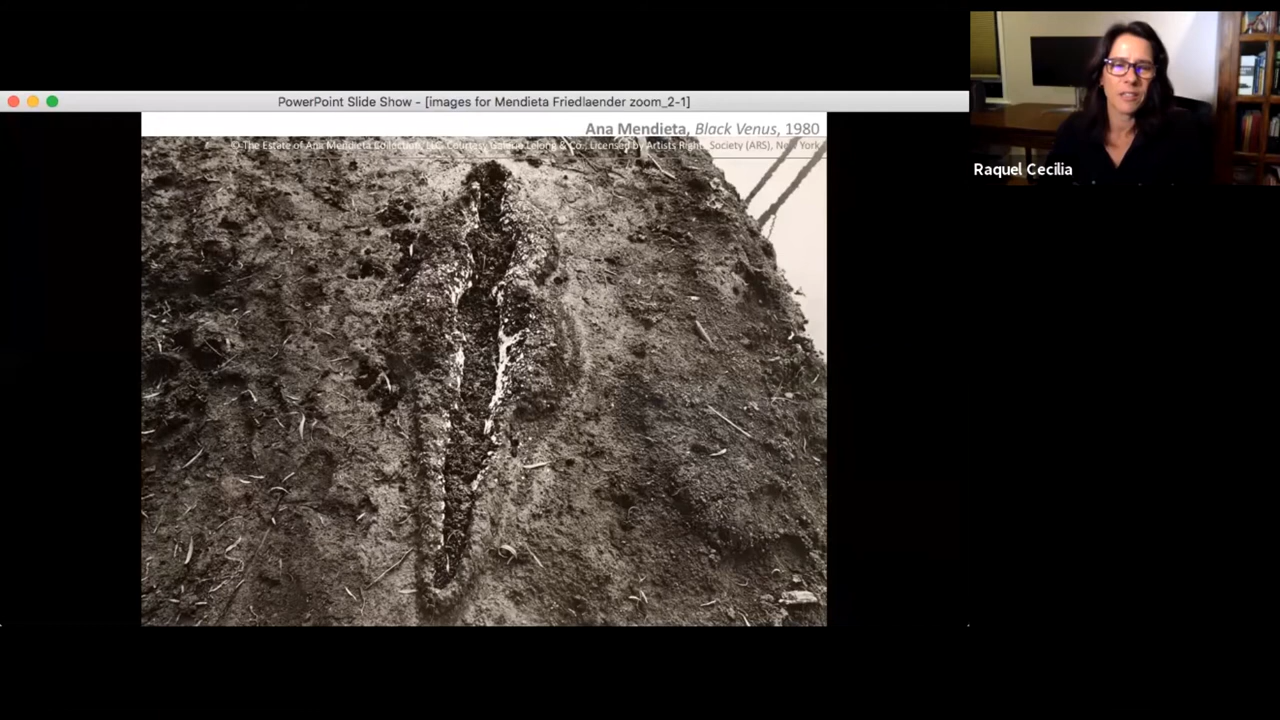 PowerPoint Slide Show - [images for Mendieta Friedlaender zoom_2-1]
Ana Mendieta, Black Venus, 1980
© The Estate of Ana Mendieta Collection, LLC. Courtesy Galerie Lelong & Co., Licensed by Artists Rights Society (ARS), New York
Raquel Cecilia